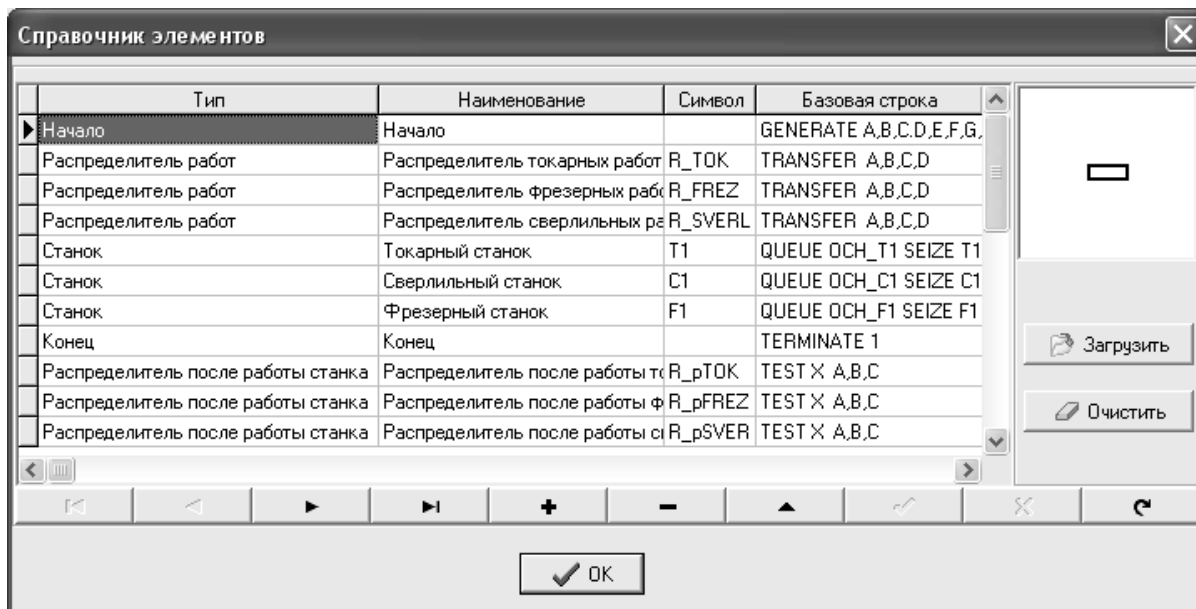 Справочник элементов
Тип Наименование Символ Базовая строка
Начало Начало GENERATE A,B,C,D,E,F,G,
Распределитель работ Распределитель токарных работ R_TOK TRANSFER A,B,C,D
Распределитель работ Распределитель фрезерных рабо R_FREZ TRANSFER A,B,C,D
Распределитель работ Распределитель сверлильных ра R_SVERL TRANSFER A,B,C,D
Станок Токарный станок T1 QUEUE OCH_T1 SEIZE T1
Станок Сверлильный станок C1 QUEUE OCH_C1 SEIZE C1
Станок Фрезерный станок F1 QUEUE OCH_F1 SEIZE F1
Конец Конец TERMINATE 1
Распределитель после работы станка Распределитель после работы то R_pTOK TEST X A,B,C
Распределитель после работы станка Распределитель после работы ф R_pFREZ TEST X A,B,C
Распределитель после работы станка Распределитель после работы св R_pSVER TEST X A,B,C
Загрузить
Очистить
OK